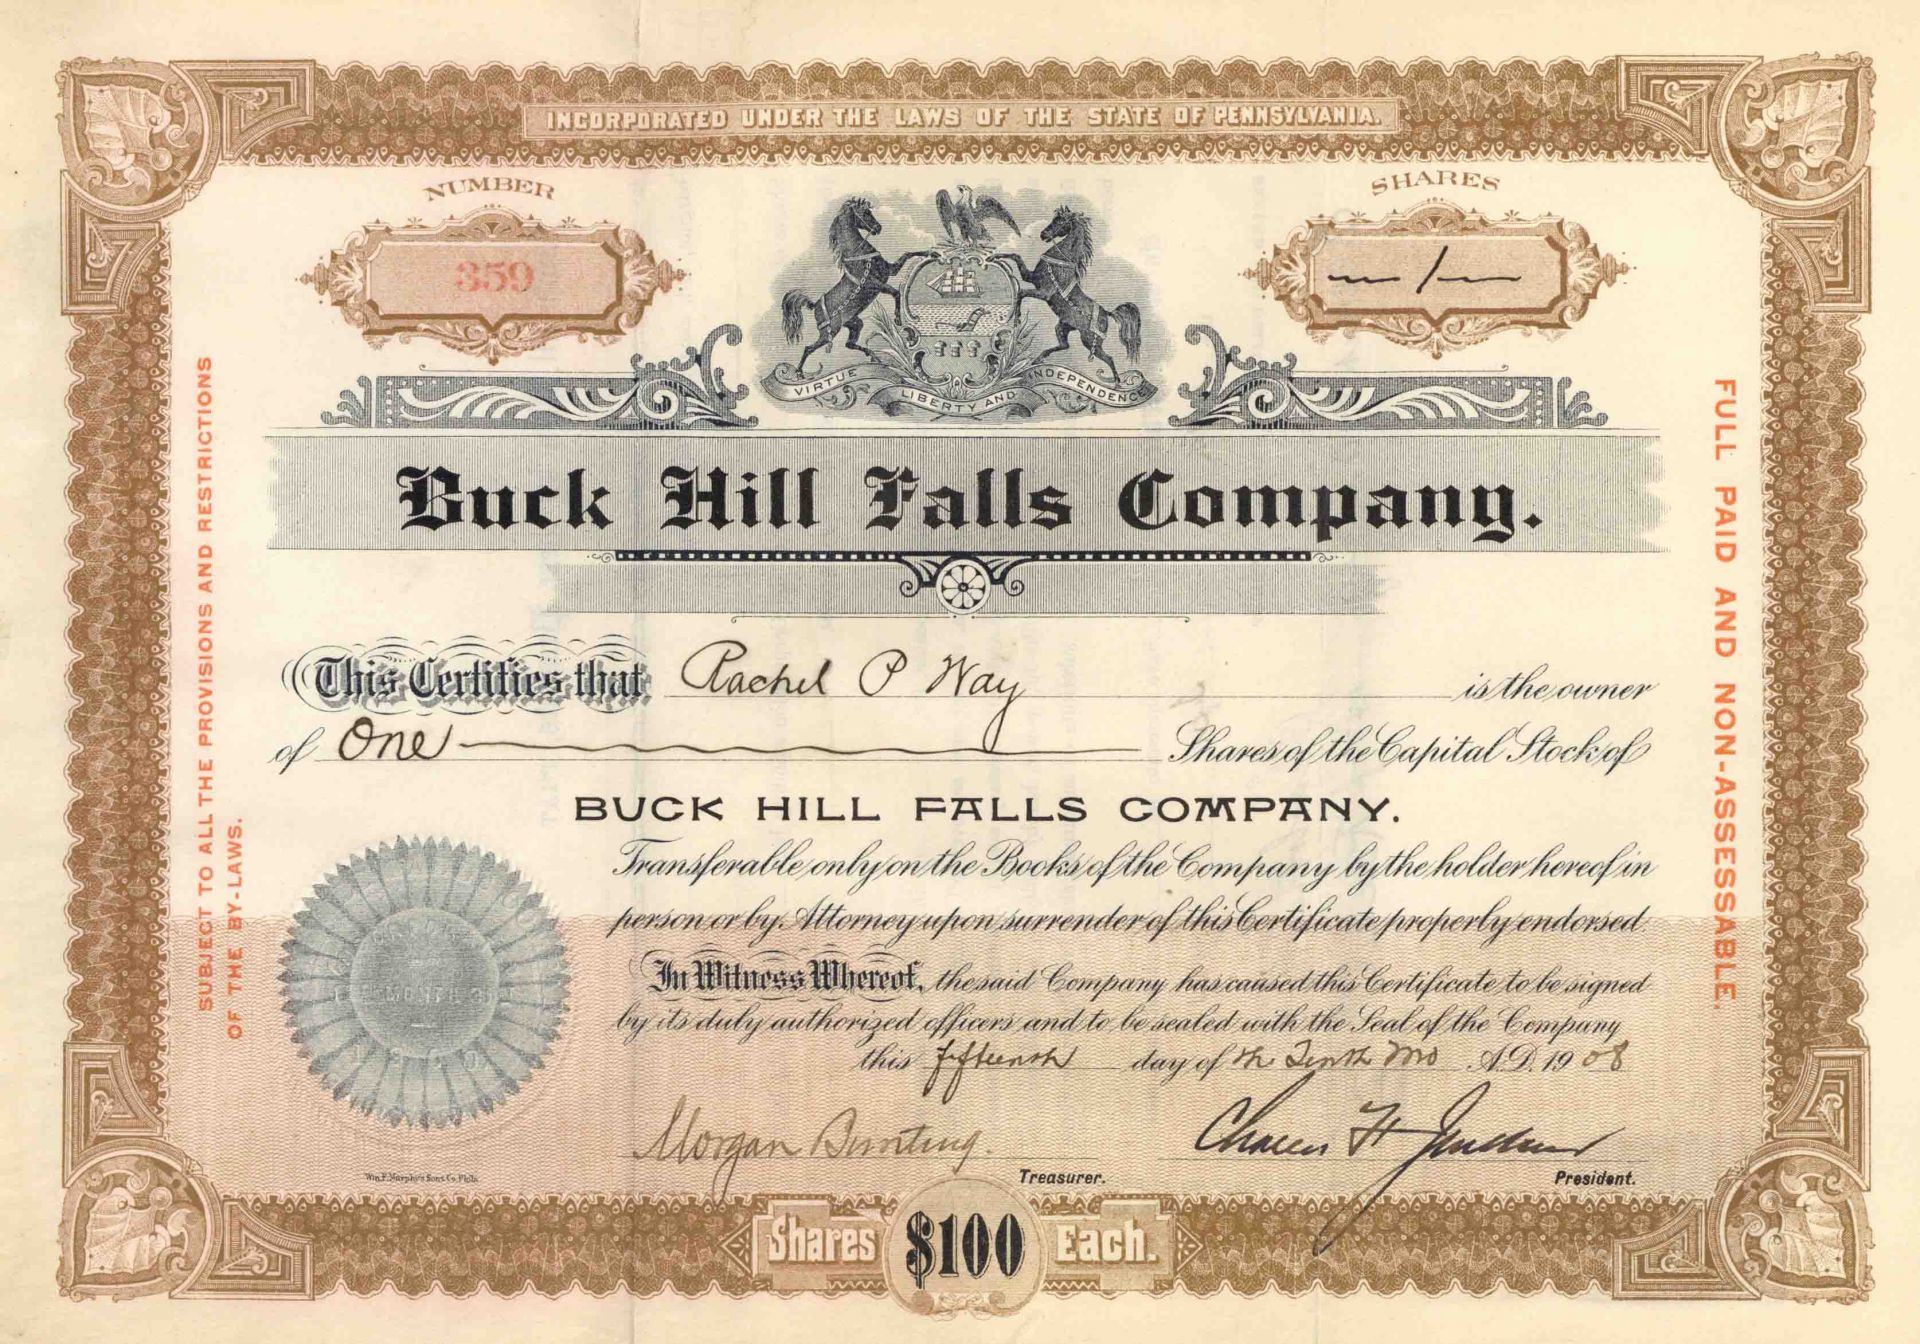 INCORPORATED UNDER THE LAWS OF THE STATE OF PENNSYLVANIA.
NUMBER
SHARES
359
1
VIRTUE LIBERTY AND INDEPENDENCE
Buck Hill Falls Company.
This Certifies that Rachel P Way is the owner
of One Shares of the Capital Stock of
BUCK HILL FALLS COMPANY.
Transferable only on the Books of the Company by the holder hereof in
person or by Attorney upon surrender of this Certificate properly endorsed.
In Witness Whereof, the said Company has caused this Certificate to be signed
by its duly authorized officers and to be sealed with the Seal of the Company
this fifteenth day of th Tenth Mo A.D. 1908
Morgan Bunting.
Treasurer.
President.
Wm. F. Murphy's Sons Co. Phila.
Shares $100 Each.
SUBJECT TO ALL THE PROVISIONS AND RESTRICTIONS
OF THE BY-LAWS.
FULL PAID AND NON-ASSESSABLE.